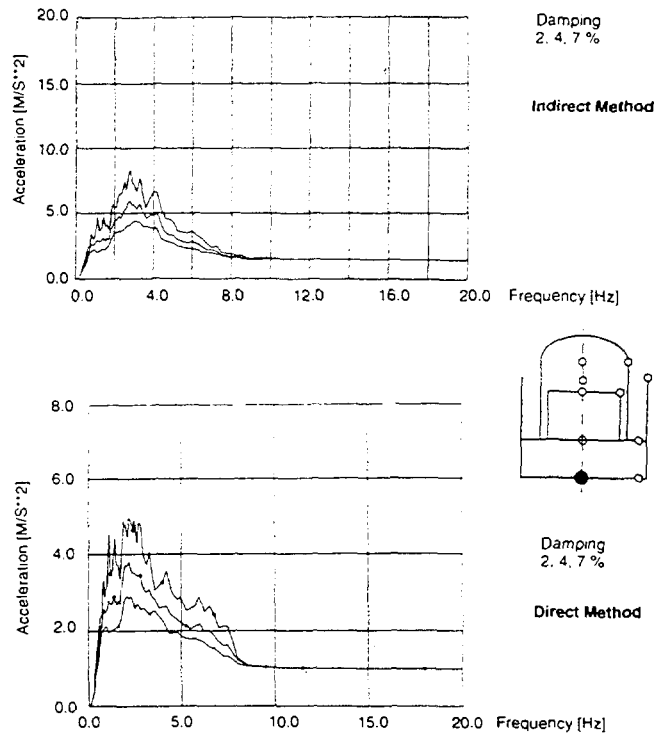 20.0
15.0
10.0
5.0
0.0
Acceleration [M/S**2]
0.0 4.0 8.0 12.0 16.0 20.0 Frequency [Hz]
Damping
2, 4, 7 %
Indirect Method
8.0
6.0
4.0
2.0
0.0
Acceleration [M/S**2]
0.0 5.0 10.0 15.0 20.0 Frequency [Hz]
Damping
2, 4, 7 %
Direct Method